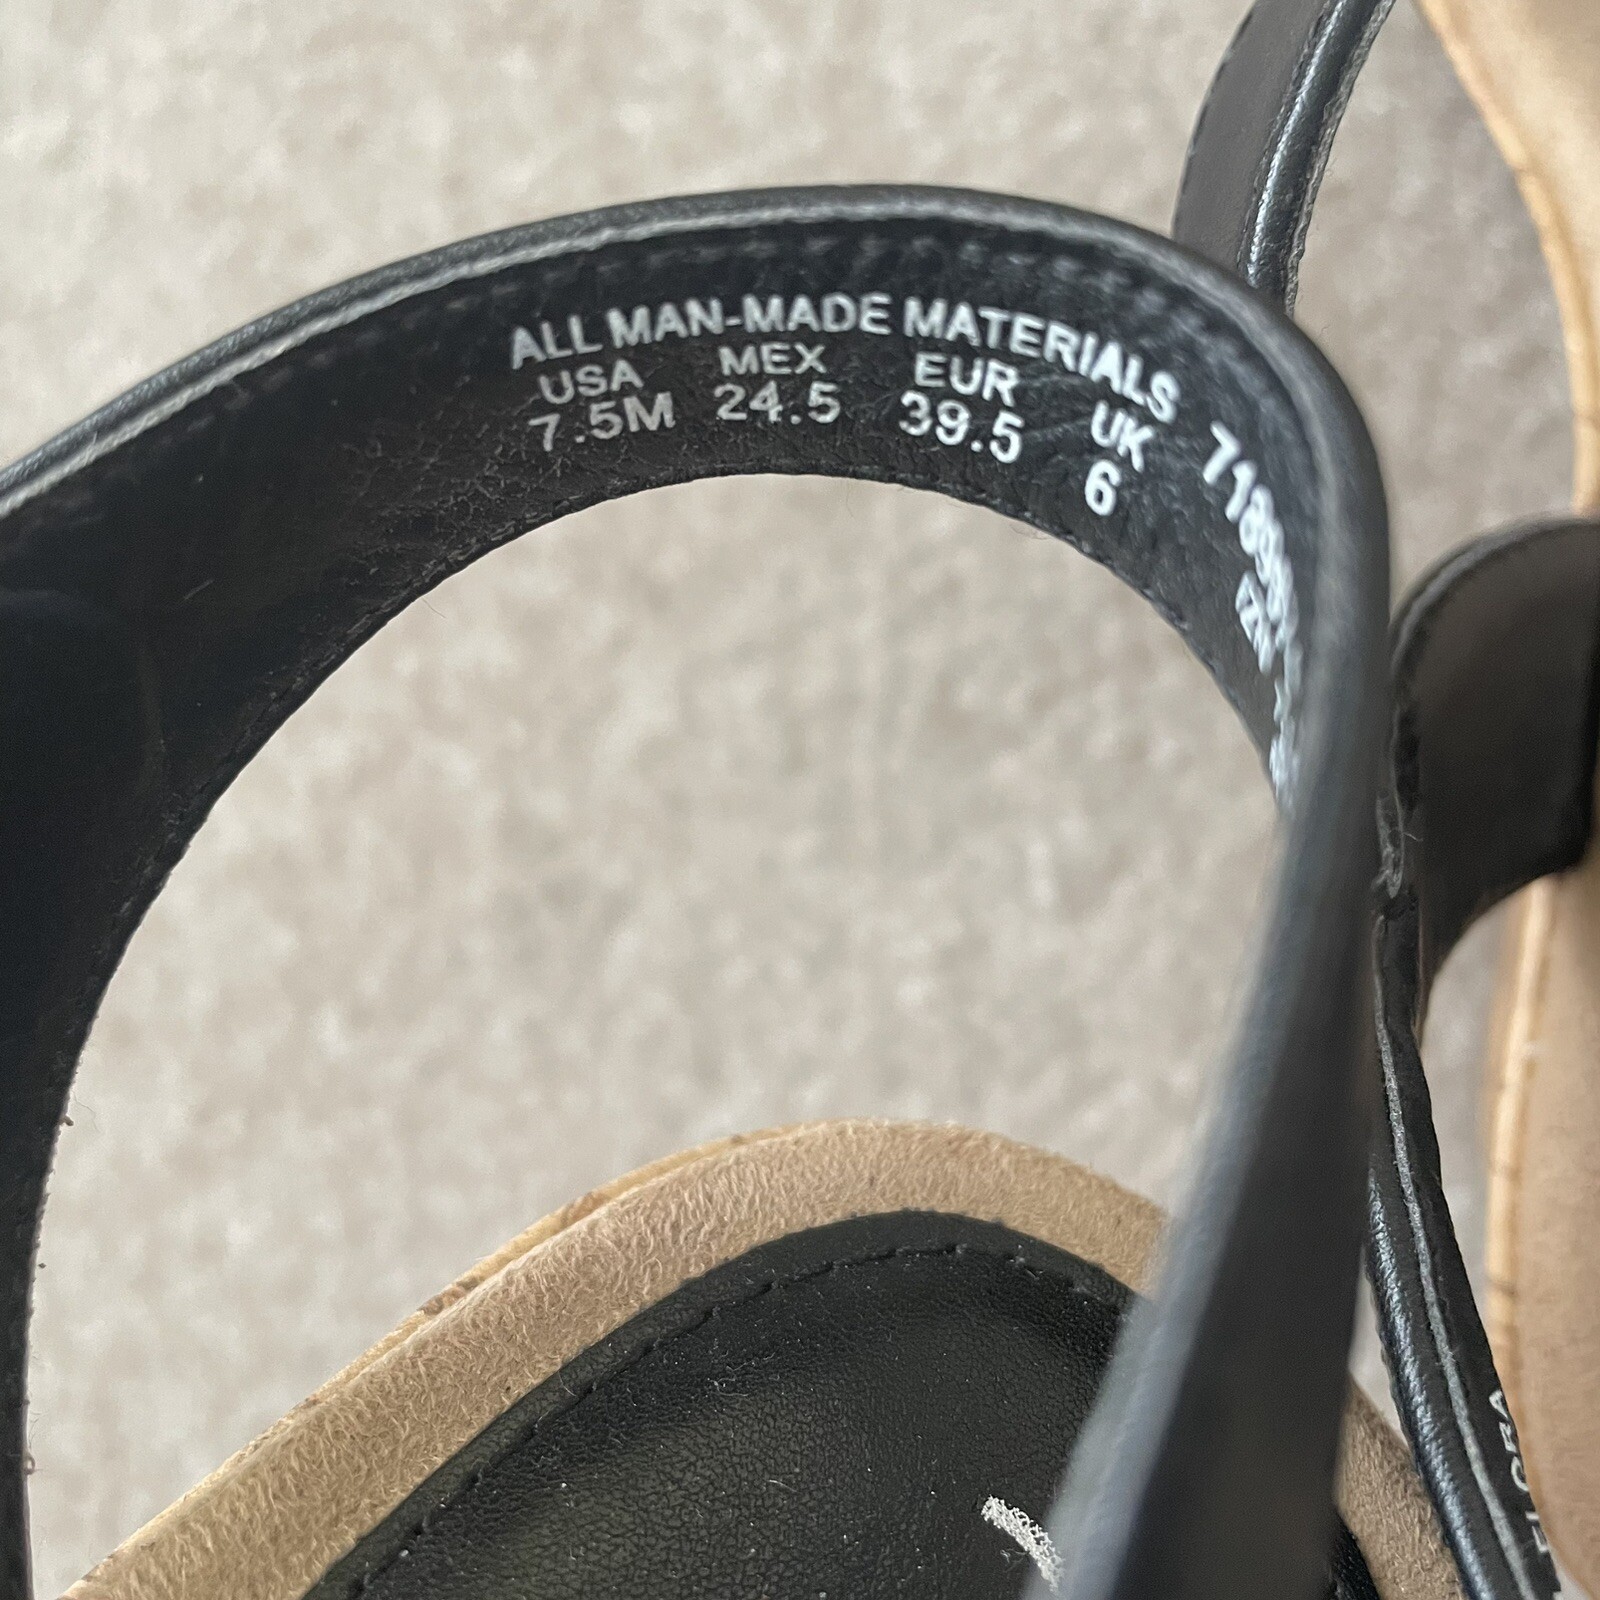 ALL MAN-MADE MATERIALS
USA MEX EUR UK
7.5M 24.5 39.5 6